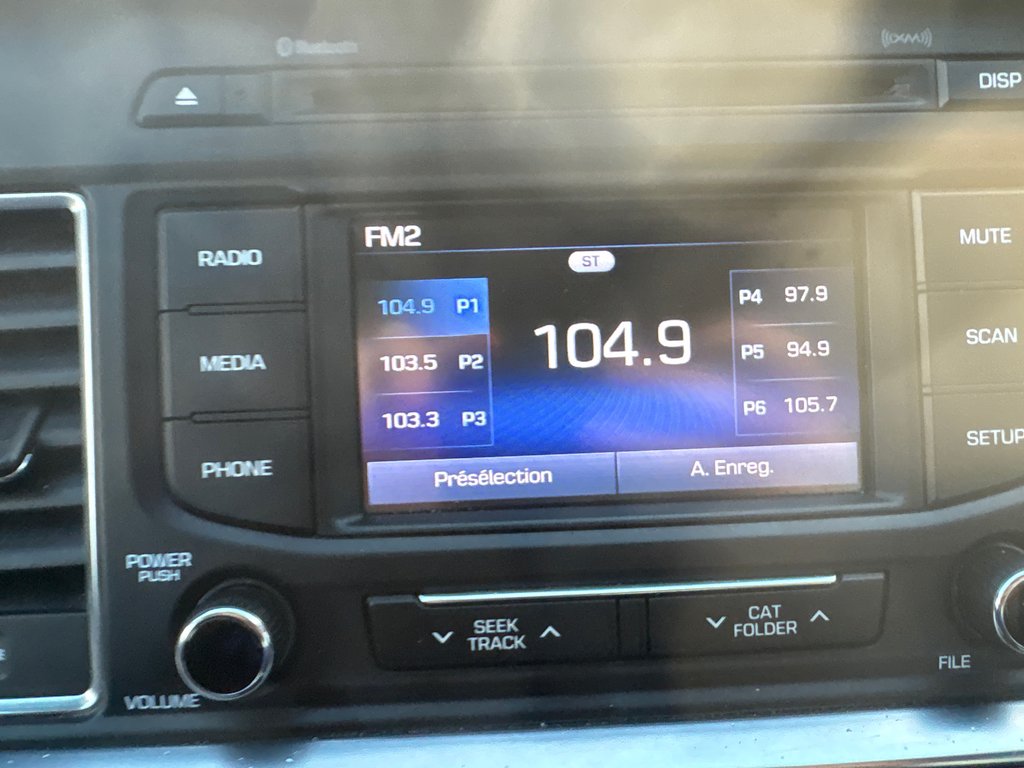 Bluetooth
((XM))
DISP
RADIO
MEDIA
PHONE
FM2
ST
104.9 P1
103.5 P2
103.3 P3
104.9
P4 97.9
P5 94.9
P6 105.7
Présélection
A. Enreg.
MUTE
SCAN
SETUP
POWER
PUSH
VOLUME
SEEK
TRACK
CAT
FOLDER
FILE